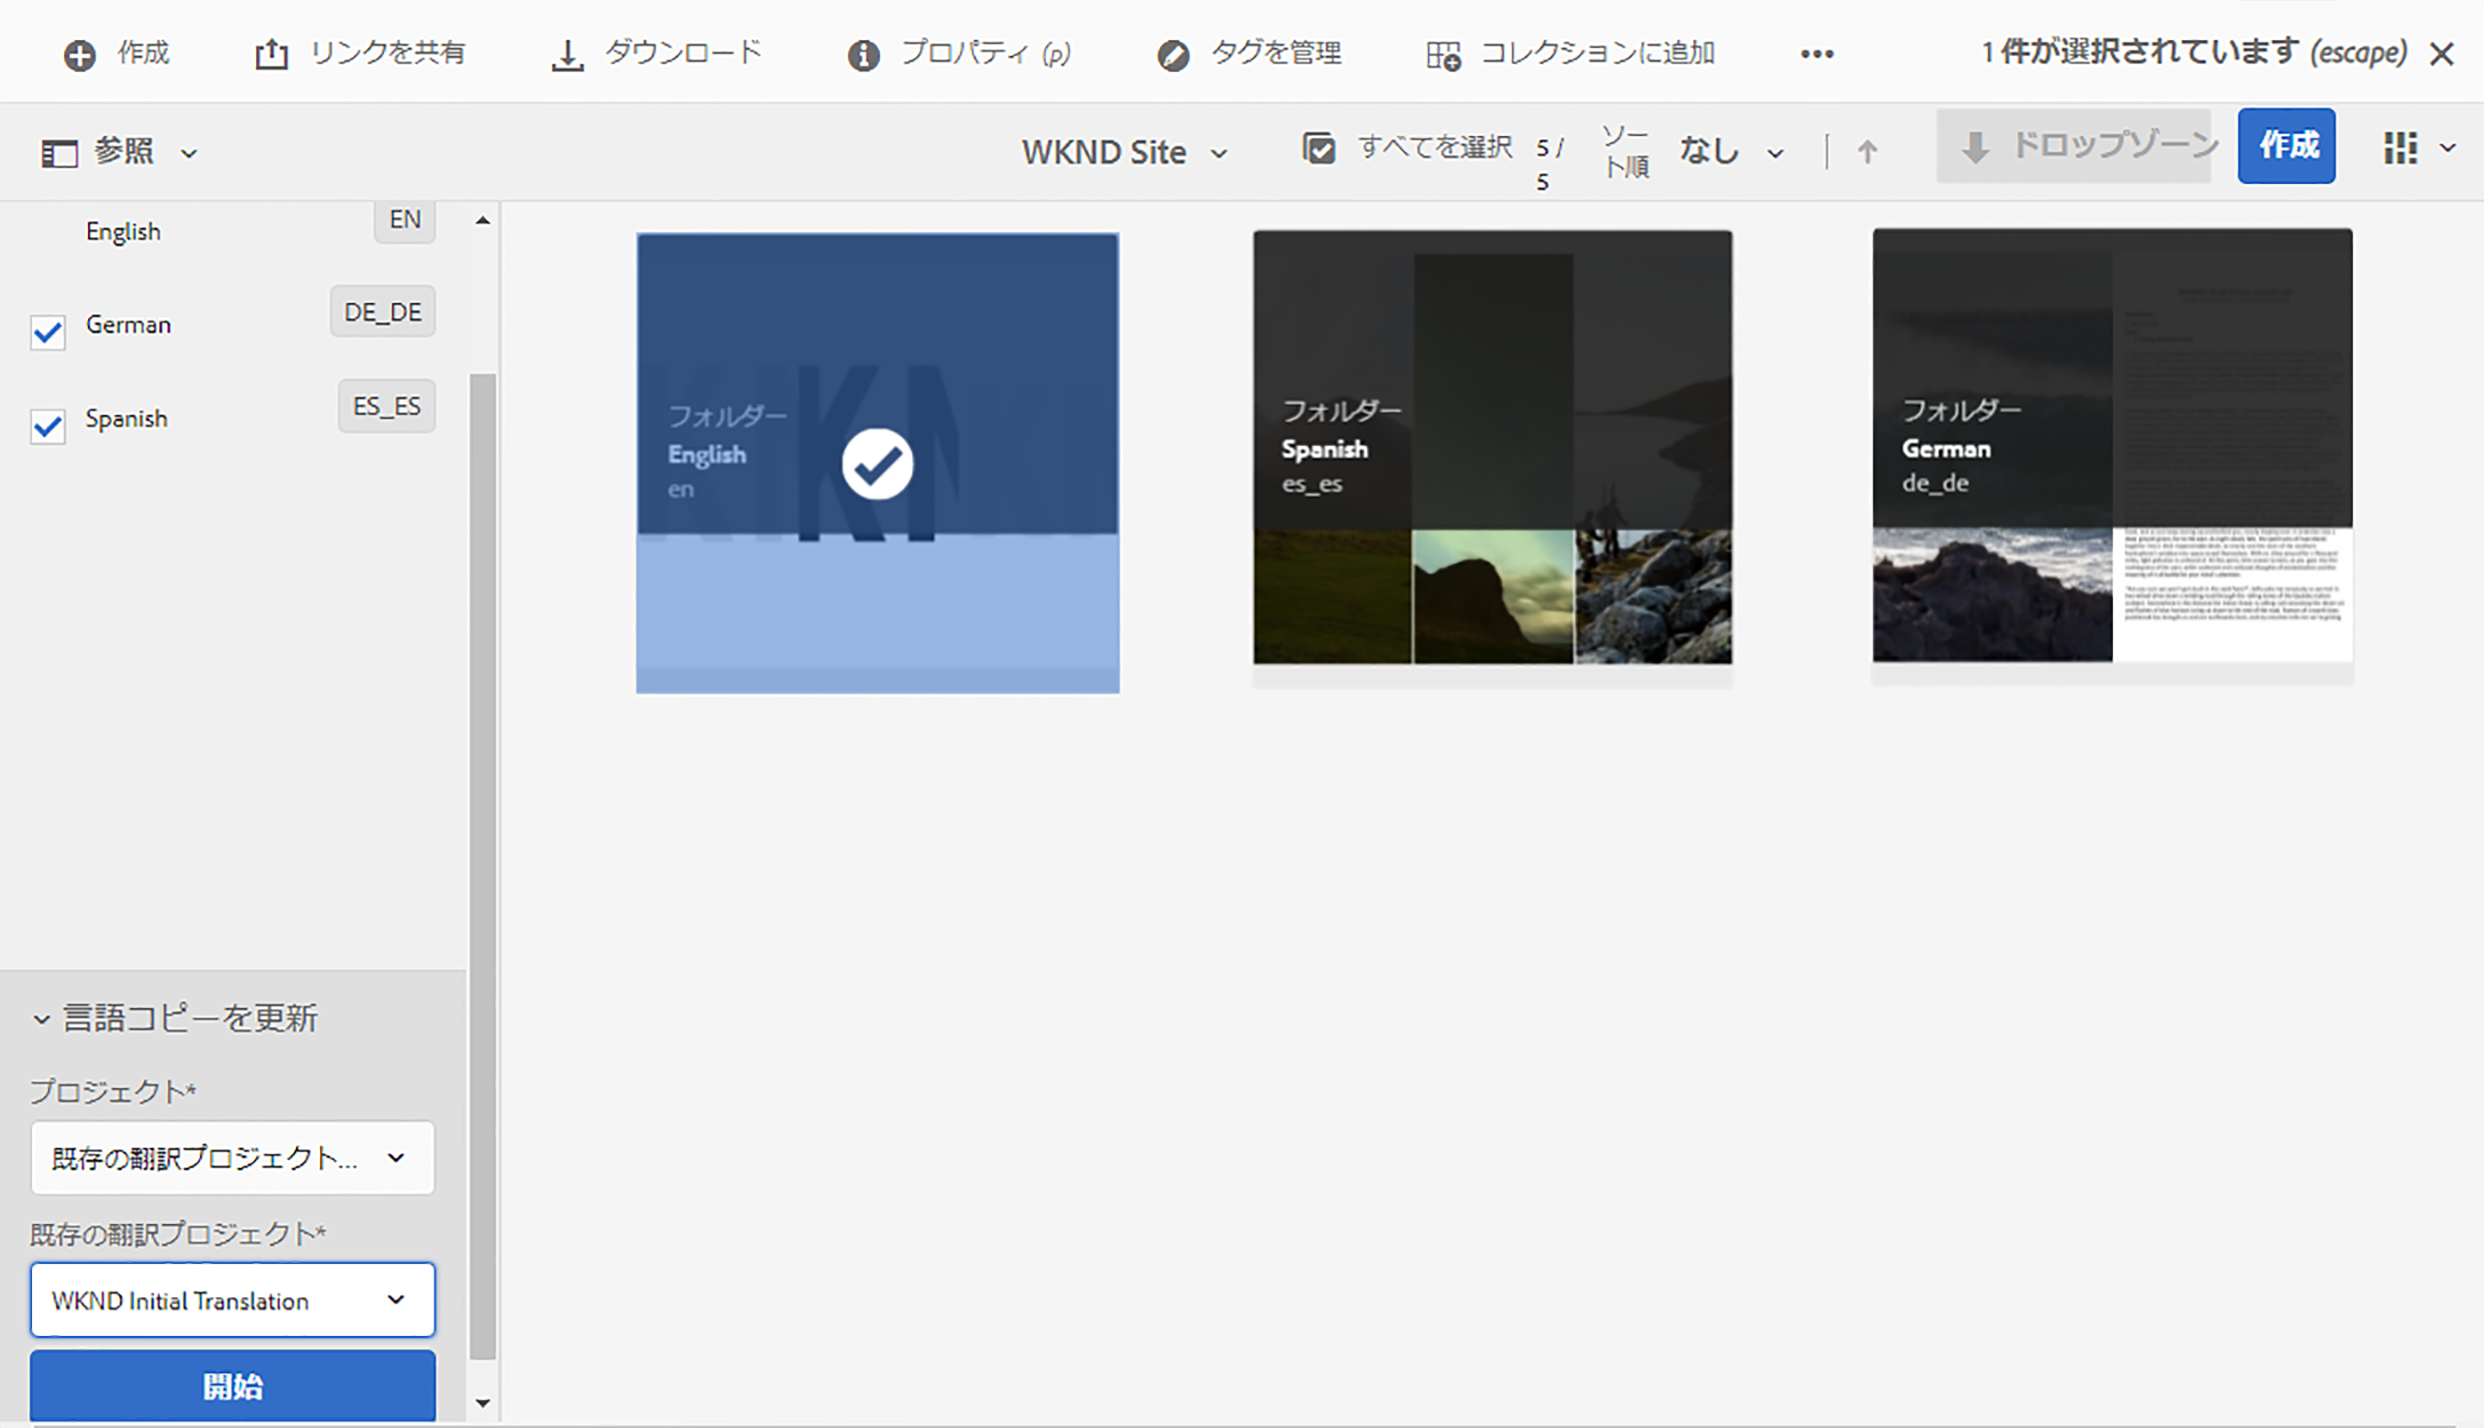 作成
リンクを共有
ダウンロード
プロパティ (p)
タグを管理
コレクションに追加
1 件が選択されています (escape)
参照
WKND Site
すべてを選択
5 /
5
ソー
ト順
なし
ドロップゾーン
作成
English
EN
German
DE_DE
Spanish
ES_ES
フォルダー
English
en
フォルダー
Spanish
es_es
フォルダー
German
de_de
言語コピーを更新
プロジェクト*
既存の翻訳プロジェクト...
既存の翻訳プロジェクト*
WKND Initial Translation
開始